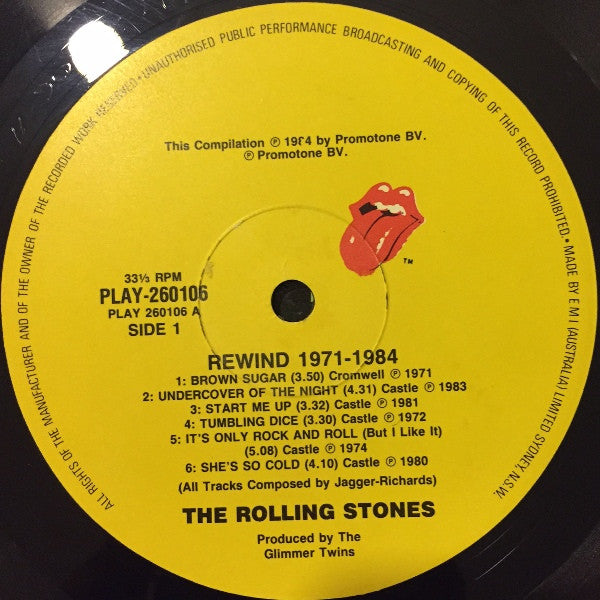 ALL RIGHTS OF THE MANUFACTURER AND OF THE OWNER OF THE RECORDED WORK RESERVED • UNAUTHORISED PUBLIC PERFORMANCE BROADCASTING AND COPYING OF THIS RECORD PROHIBITED. • MADE BY E M I (AUSTRALIA) LIMITED SYDNEY, N.S.W.
This Compilation ℗ 1984 by Promotone BV.
℗ Promotone BV.
TM
33⅓ RPM
PLAY-260106
PLAY 260106 A
SIDE 1
REWIND 1971-1984
1: BROWN SUGAR (3.50) Cromwell ℗ 1971
2: UNDERCOVER OF THE NIGHT (4.31) Castle ℗ 1983
3: START ME UP (3.32) Castle ℗ 1981
4: TUMBLING DICE (3.30) Castle ℗ 1972
5: IT'S ONLY ROCK AND ROLL (But I Like It)
(5.08) Castle ℗ 1974
6: SHE'S SO COLD (4.10) Castle ℗ 1980
(All Tracks Composed by Jagger-Richards)
THE ROLLING STONES
Produced by The
Glimmer Twins